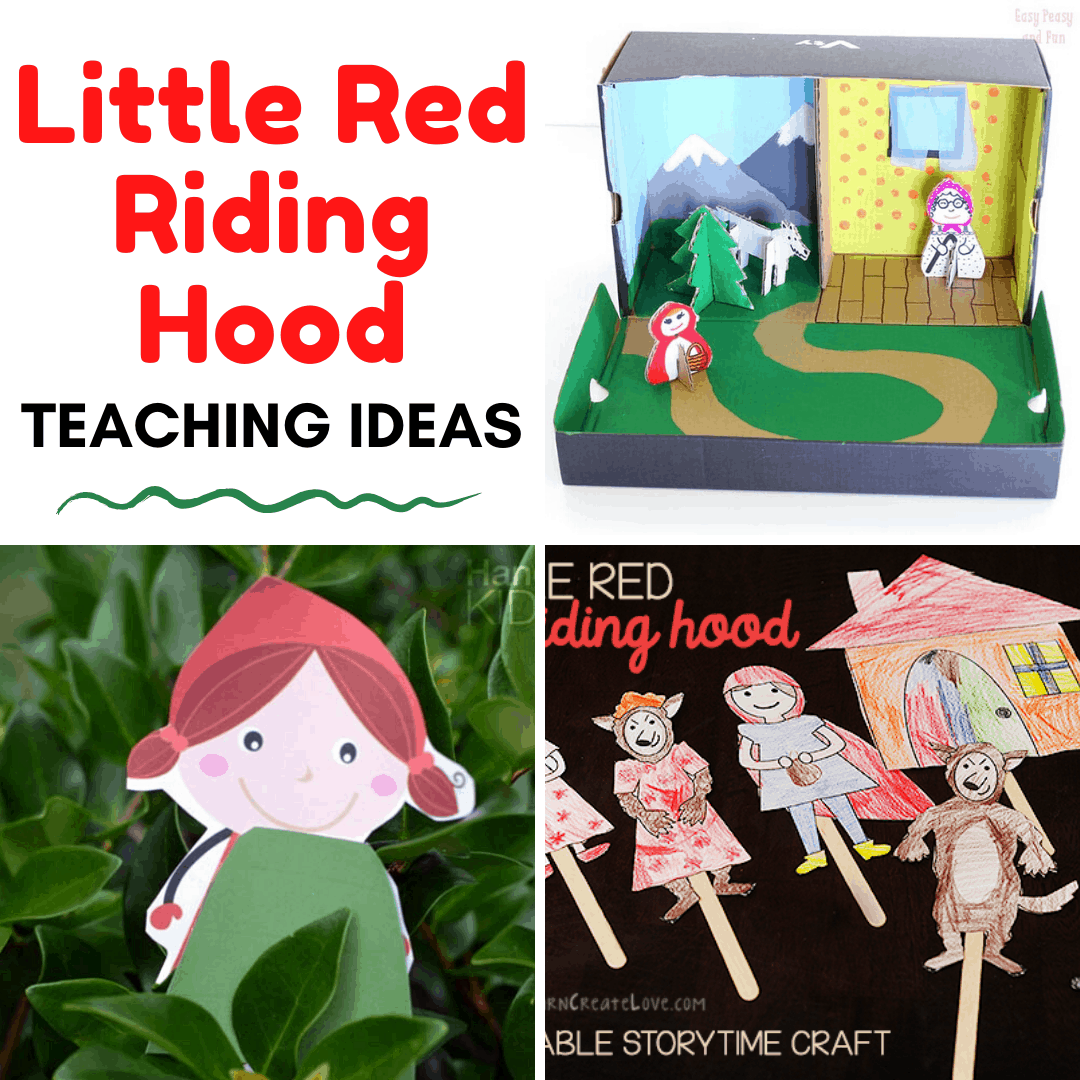 Little Red
Riding
Hood
TEACHING IDEAS
Easy Peasy
and Fun
E RED
iding hood
RNCREATELOVE.COM
ABLE STORYTIME CRAFT